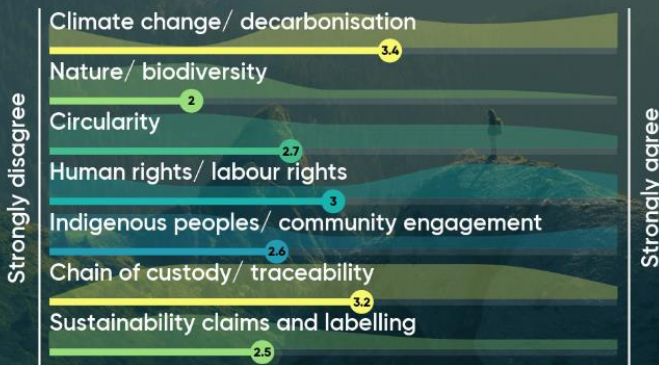 Climate change/ decarbonisation
3.4
Nature/ biodiversity
2
Circularity
2.7
Human rights/ labour rights
3
Indigenous peoples/ community engagement
2.6
Chain of custody/ traceability
3.2
Sustainability claims and labelling
2.5
Strongly disagree
Strongly agree